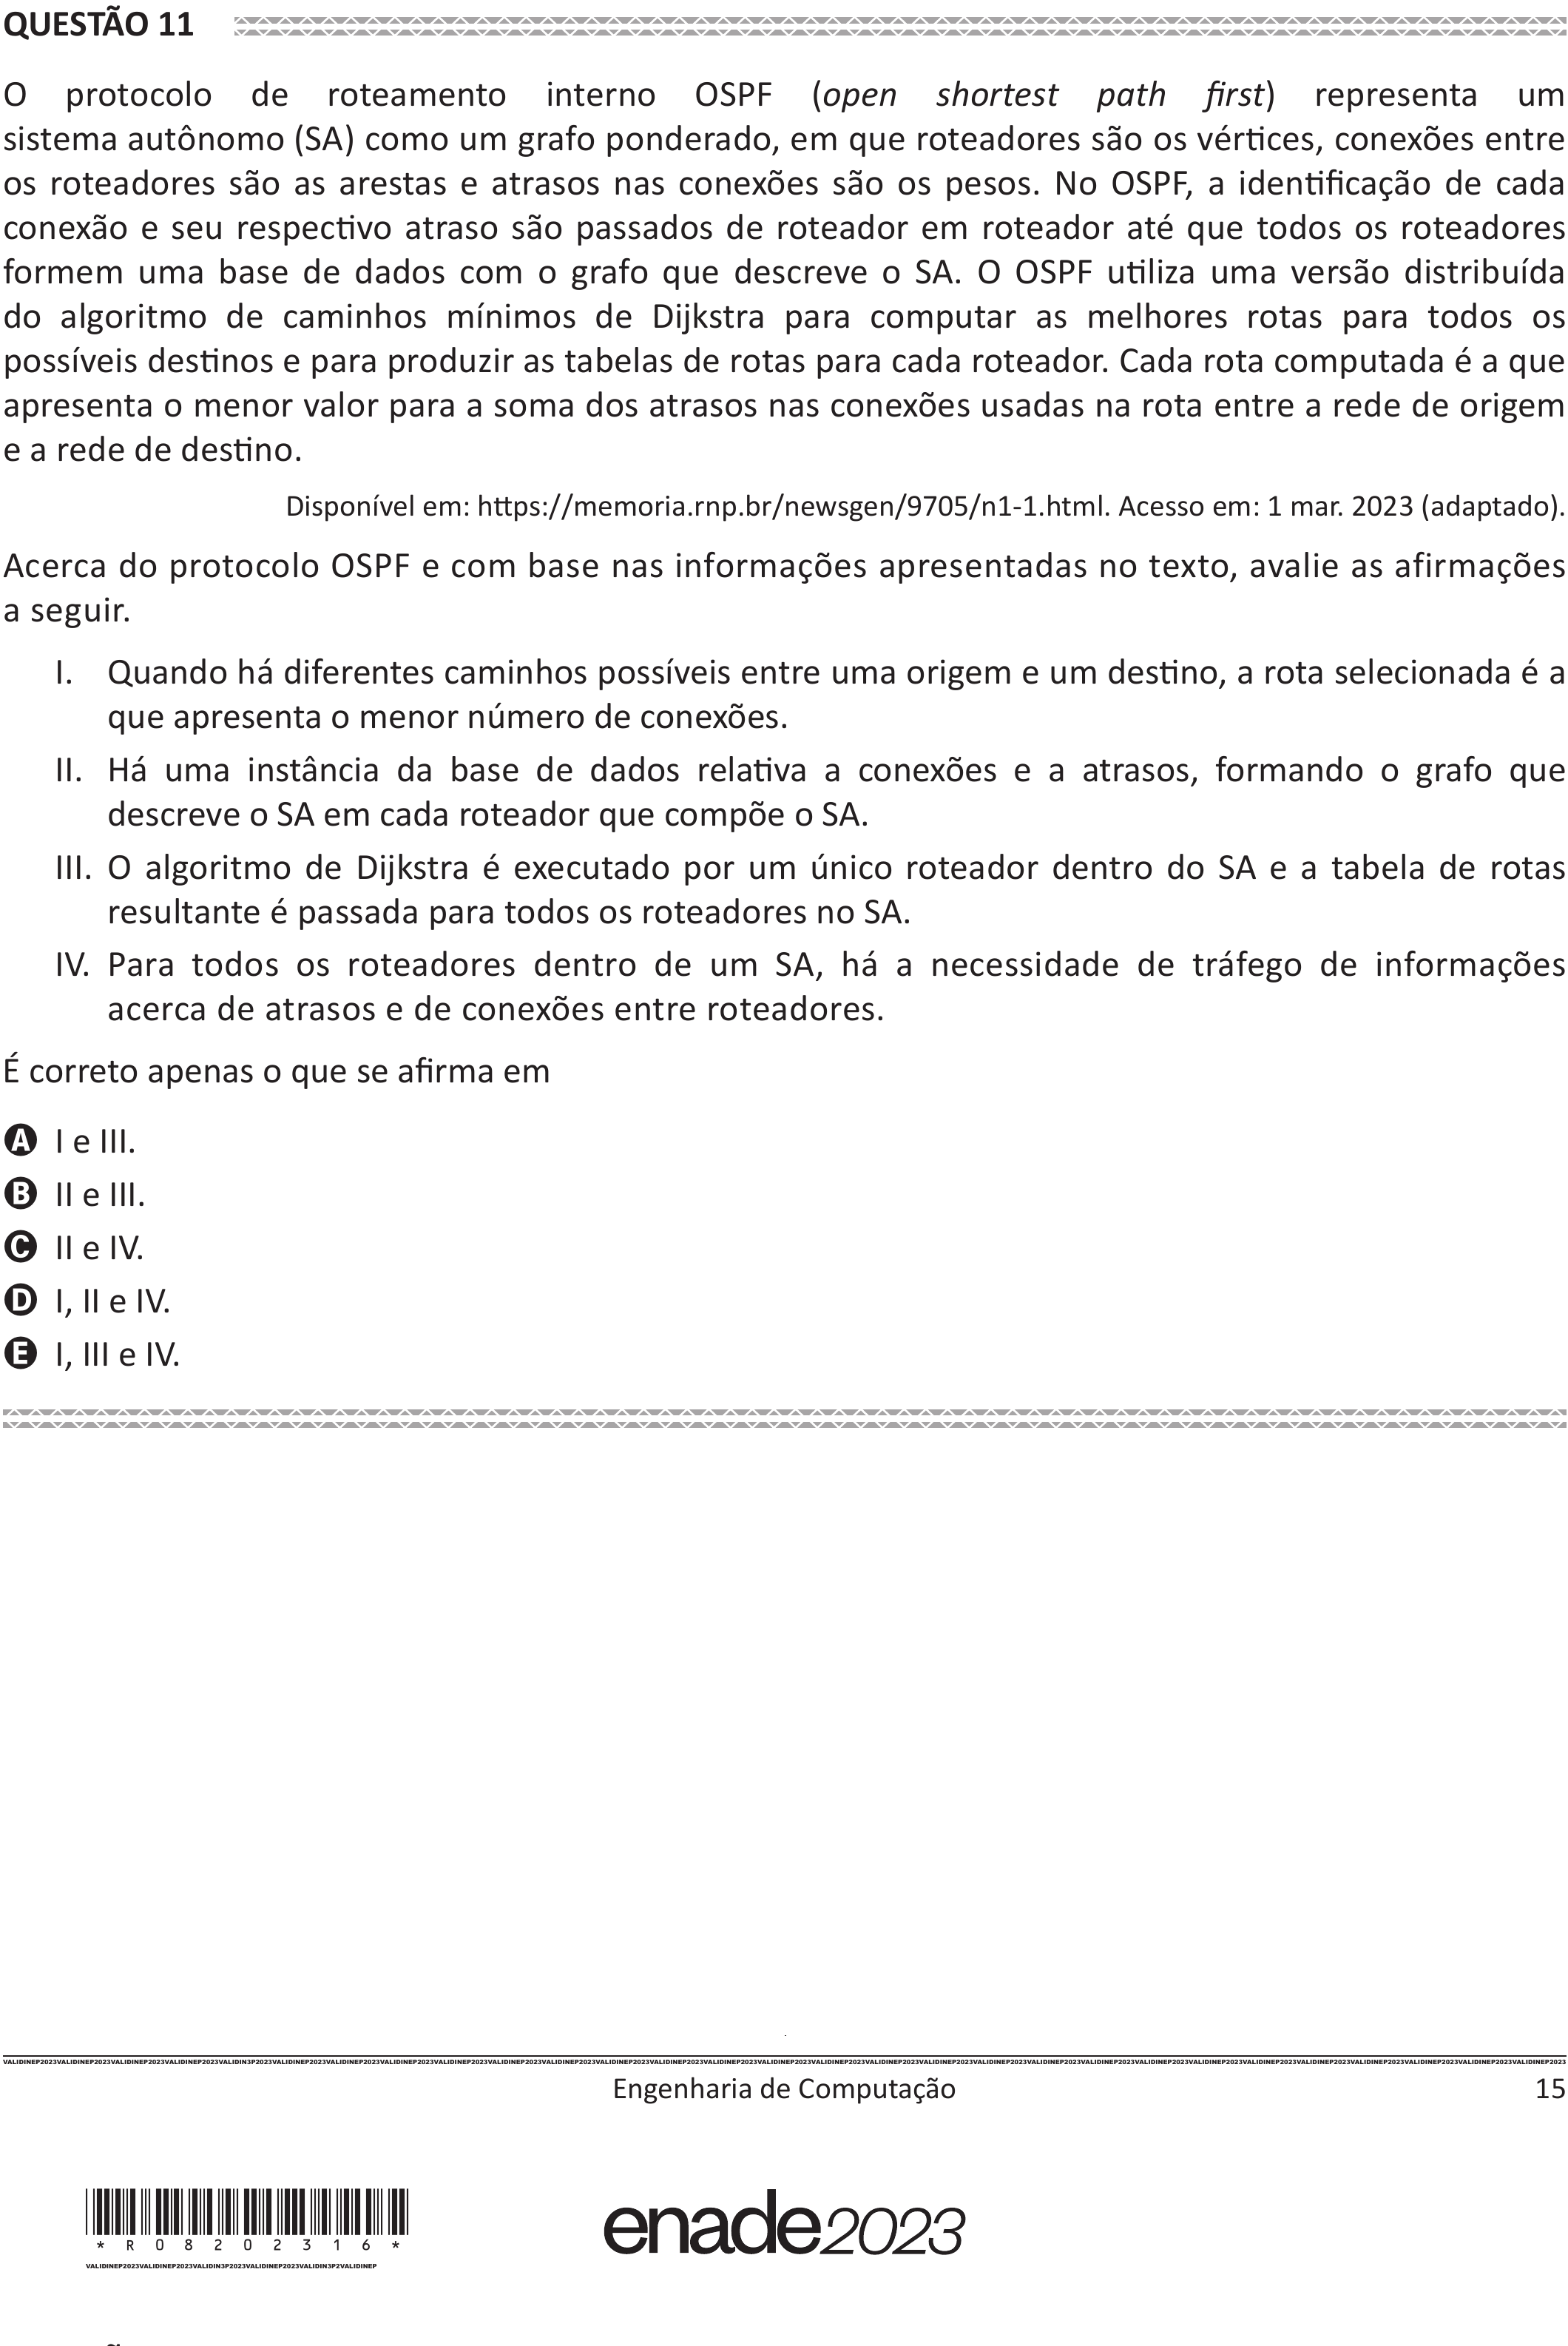 QUESTÃO 11
O protocolo de roteamento interno OSPF (open shortest path first) representa um
sistema autônomo (SA) como um grafo ponderado, em que roteadores são os vértices, conexões entre
os roteadores são as arestas e atrasos nas conexões são os pesos. No OSPF, a identificação de cada
conexão e seu respectivo atraso são passados de roteador em roteador até que todos os roteadores
formem uma base de dados com o grafo que descreve o SA. O OSPF utiliza uma versão distribuída
do algoritmo de caminhos mínimos de Dijkstra para computar as melhores rotas para todos os
possíveis destinos e para produzir as tabelas de rotas para cada roteador. Cada rota computada é a que
apresenta o menor valor para a soma dos atrasos nas conexões usadas na rota entre a rede de origem
e a rede de destino.
Disponível em: https://memoria.rnp.br/newsgen/9705/n1-1.html. Acesso em: 1 mar. 2023 (adaptado).
Acerca do protocolo OSPF e com base nas informações apresentadas no texto, avalie as afirmações
a seguir.
I. Quando há diferentes caminhos possíveis entre uma origem e um destino, a rota selecionada é a
que apresenta o menor número de conexões.
II. Há uma instância da base de dados relativa a conexões e a atrasos, formando o grafo que
descreve o SA em cada roteador que compõe o SA.
III. O algoritmo de Dijkstra é executado por um único roteador dentro do SA e a tabela de rotas
resultante é passada para todos os roteadores no SA.
IV. Para todos os roteadores dentro de um SA, há a necessidade de tráfego de informações
acerca de atrasos e de conexões entre roteadores.
É correto apenas o que se afirma em
A I e III.
B II e III.
C II e IV.
D I, II e IV.
E I, III e IV.
VALIDINEP2023VALIDINEP2023VALIDINEP2023VALIDINEP2023VALIDIN3P2023VALIDINEP2023VALIDINEP2023VALIDINEP2023VALIDINEP2023VALIDINEP2023VALIDINEP2023VALIDINEP2023VALIDINEP2023VALIDINEP2023VALIDINEP2023VALIDINEP2023VALIDINEP2023
Engenharia de Computação 15
*R0820231 6*
VALIDINEP2023VALIDINEP2023VALIDIN3P2023VALIDINEP2023VALIDIN3P2VALIDINEP
enade2023